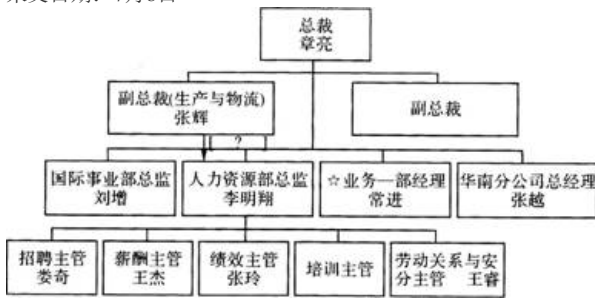 总裁
章亮
副总裁(生产与物流)
张辉
副总裁
?
国际事业部总监
刘增
人力资源部总监
李明翔
☆业务一部经理
常进
华南分公司总经理
张越
招聘主管
娄奇
薪酬主管
王杰
绩效主管
张玲
培训主管
劳动关系与安
分主管 王睿